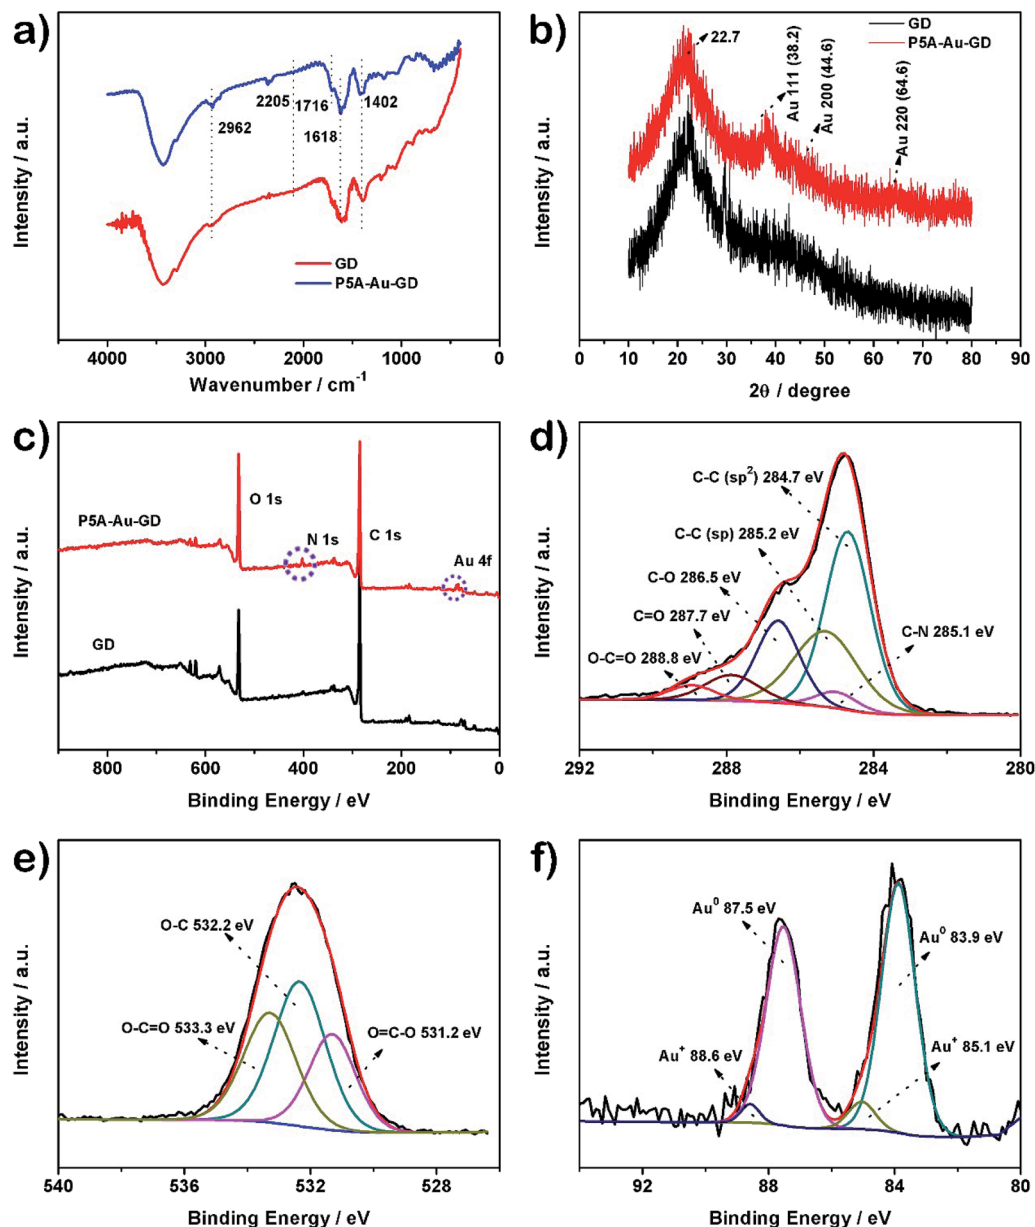 a)
2205
1716
1402
2962
1618
GD
P5A-Au-GD
Intensity / a.u.
4000
3000
2000
1000
0
Wavenumber / cm⁻¹
b)
GD
P5A-Au-GD
22.7
Au 111 (38.2)
Au 200 (44.6)
Au 220 (64.6)
Intensity / a.u.
0
10
20
30
40
50
60
70
80
90
2θ / degree
c)
O 1s
P5A-Au-GD
N 1s
C 1s
Au 4f
GD
Intensity / a.u.
800
600
400
200
0
Binding Energy / eV
d)
C-C (sp²) 284.7 eV
C-C (sp) 285.2 eV
C-O 286.5 eV
C=O 287.7 eV
C-N 285.1 eV
O-C=O 288.8 eV
Intensity / a.u.
292
288
284
280
Binding Energy / eV
e)
O-C 532.2 eV
O-C=O 533.3 eV
O=C-O 531.2 eV
Intensity / a.u.
540
536
532
528
Binding Energy / eV
f)
Au⁰ 87.5 eV
Au⁰ 83.9 eV
Au⁺ 88.6 eV
Au⁺ 85.1 eV
Intensity / a.u.
92
88
84
80
Binding Energy / eV